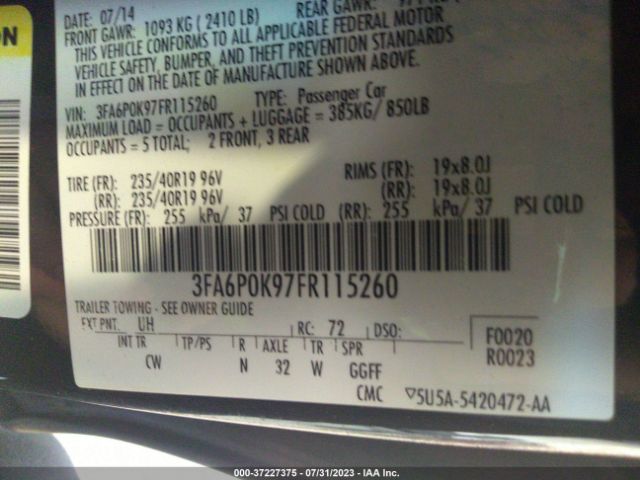 DATE: 07/14
FRONT GAWR: 1093 KG (2410 LB)
REAR GAWR:
THIS VEHICLE CONFORMS TO ALL APPLICABLE FEDERAL MOTOR
VEHICLE SAFETY, BUMPER, AND THEFT PREVENTION STANDARDS
IN EFFECT ON THE DATE OF MANUFACTURE SHOWN ABOVE.
VIN: 3FA6P0K97FR115260 TYPE: Passenger Car
MAXIMUM LOAD = OCCUPANTS + LUGGAGE = 385KG/ 850LB
OCCUPANTS = 5 TOTAL; 2 FRONT, 3 REAR
TIRE (FR): 235/40R19 96V RIMS (FR): 19x8.0J
(RR): 235/40R19 96V (RR): 19x8.0J
PRESSURE (FR): 255 kPa/ 37 PSI COLD (RR): 255 kPa/ 37 PSI COLD
3FA6P0K97FR115260
TRAILER TOWING - SEE OWNER GUIDE
EXT PNT: UH RC: 72 DSO: F0020
INT TR TP/PS R AXLE TR SPR R0023
CW N 32 W GGFF
CMC ▽5U5A-5420472-AA
000-37227375 - 07/31/2023 - IAA Inc.